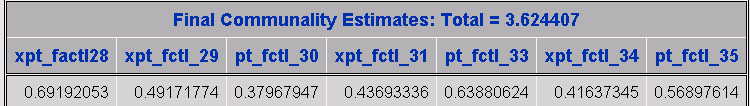 Final Communality Estimates: Total = 3.624407
xpt_factl28 xpt_fctl_29 pt_fctl_30 xpt_fctl_31 pt_fctl_33 xpt_fctl_34 pt_fctl_35
0.69192053 0.49171774 0.37967947 0.43693336 0.63880624 0.41637345 0.56897614